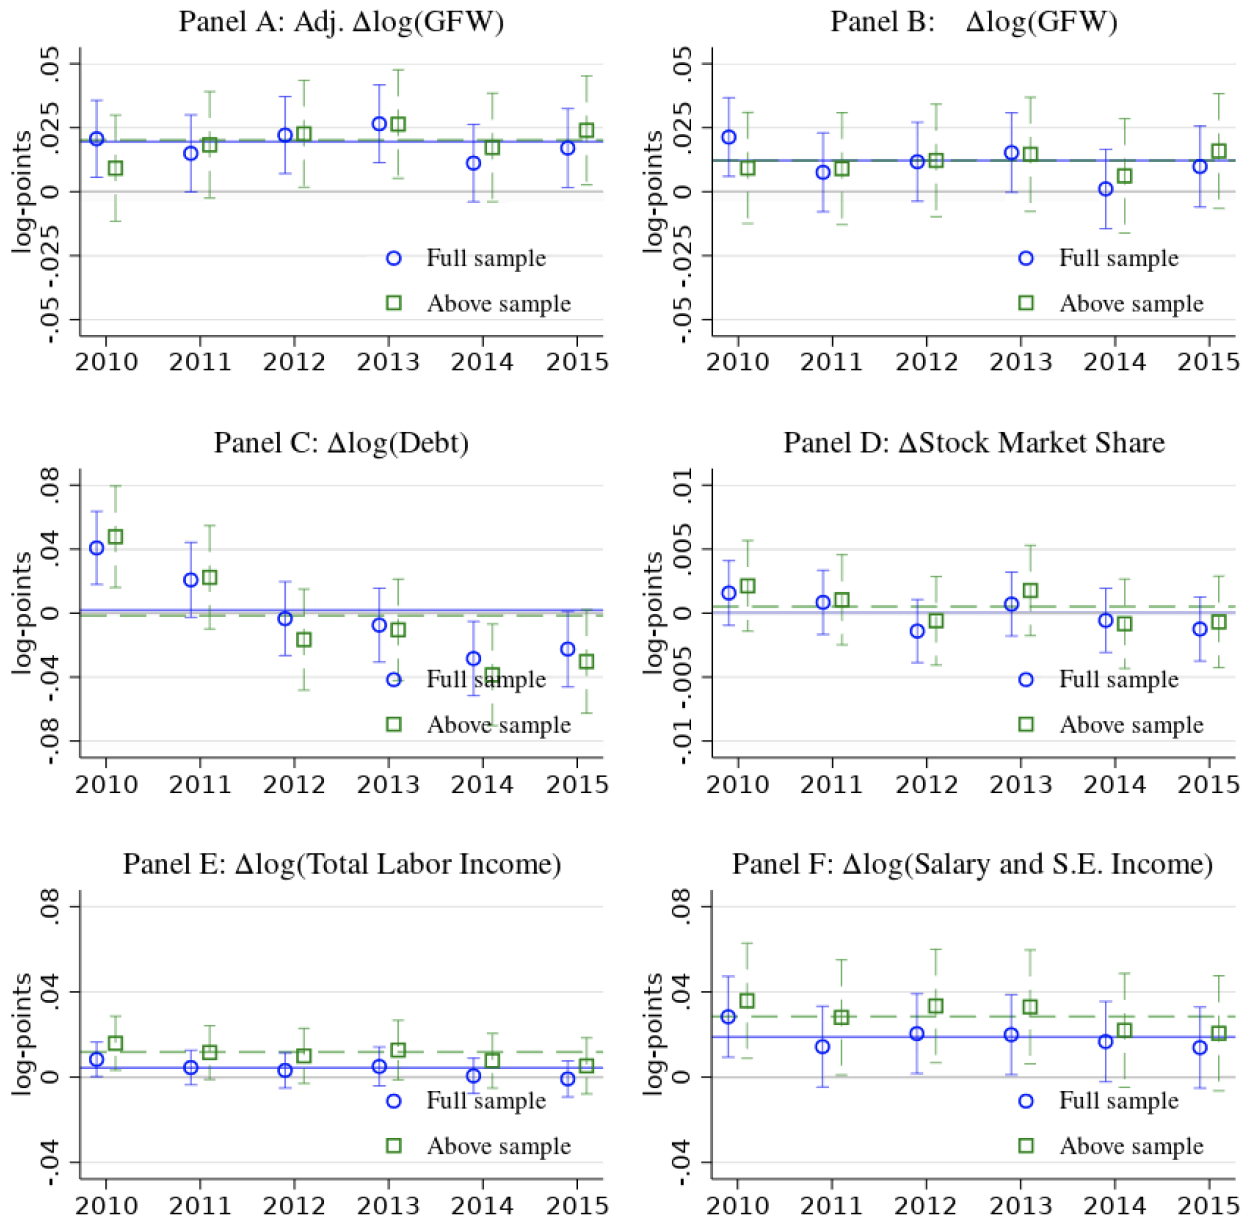 Panel A: Adj. Δlog(GFW)
log-points
.05
.025
0
-.025
-.05
Full sample
Above sample
2010 2011 2012 2013 2014 2015
Panel B: Δlog(GFW)
log-points
.05
.025
0
-.025
-.05
Full sample
Above sample
2010 2011 2012 2013 2014 2015
Panel C: Δlog(Debt)
log-points
.08
.04
0
-.04
-.08
Full sample
Above sample
2010 2011 2012 2013 2014 2015
Panel D: ΔStock Market Share
log-points
.01
.005
0
-.005
-.01
Full sample
Above sample
2010 2011 2012 2013 2014 2015
Panel E: Δlog(Total Labor Income)
log-points
.08
.04
0
-.04
Full sample
Above sample
2010 2011 2012 2013 2014 2015
Panel F: Δlog(Salary and S.E. Income)
log-points
.08
.04
0
-.04
Full sample
Above sample
2010 2011 2012 2013 2014 2015